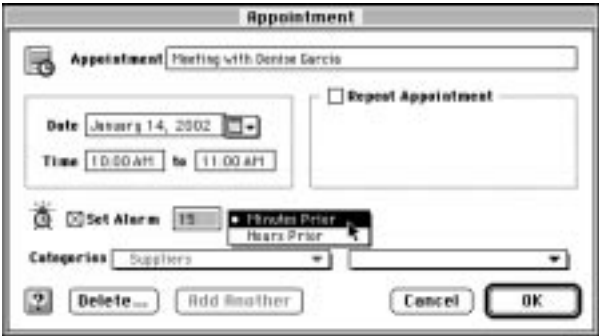 Appointment
Appointment Meeting with Denise Garcia
Repeat Appointment
Date January 14, 2002
Time 10:00 AM to 11:00 AM
Set Alarm 15 Minutes Prior
Hours Prior
Categories Suppliers
? Delete... Add Another Cancel OK